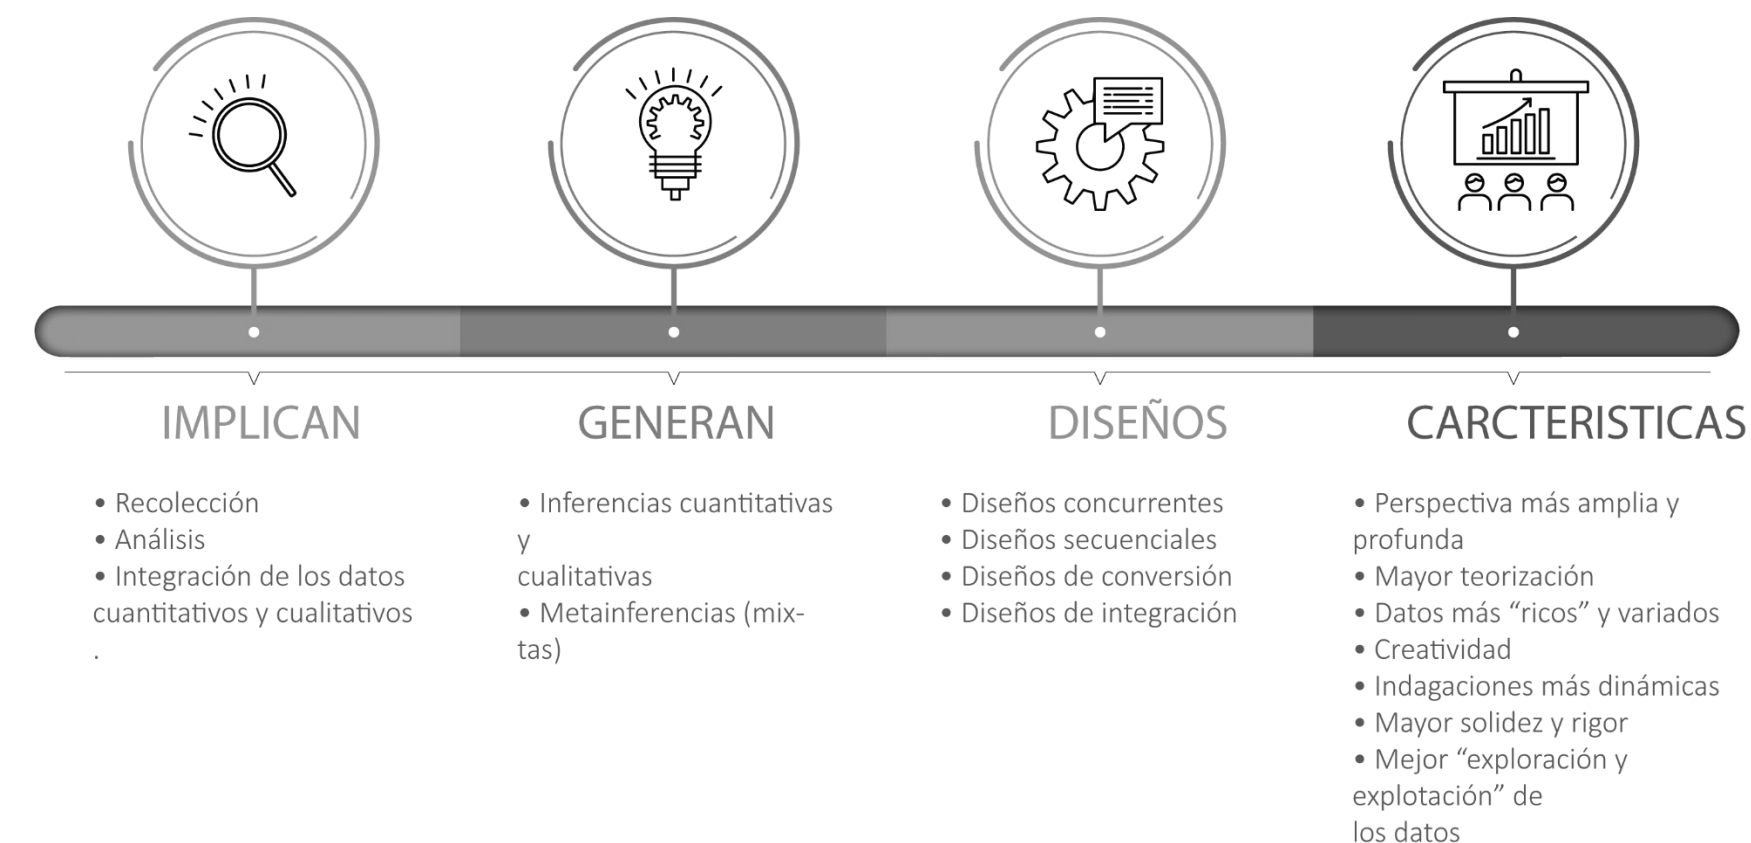 IMPLICAN
• Recolección
• Análisis
• Integración de los datos
cuantitativos y cualitativos
.
GENERAN
• Inferencias cuantitativas
y
cualitativas
• Metainferencias (mix-
tas)
DISEÑOS
• Diseños concurrentes
• Diseños secuenciales
• Diseños de conversión
• Diseños de integración
CARCTERISTICAS
• Perspectiva más amplia y
profunda
• Mayor teorización
• Datos más “ricos” y variados
• Creatividad
• Indagaciones más dinámicas
• Mayor solidez y rigor
• Mejor “exploración y
explotación” de
los datos